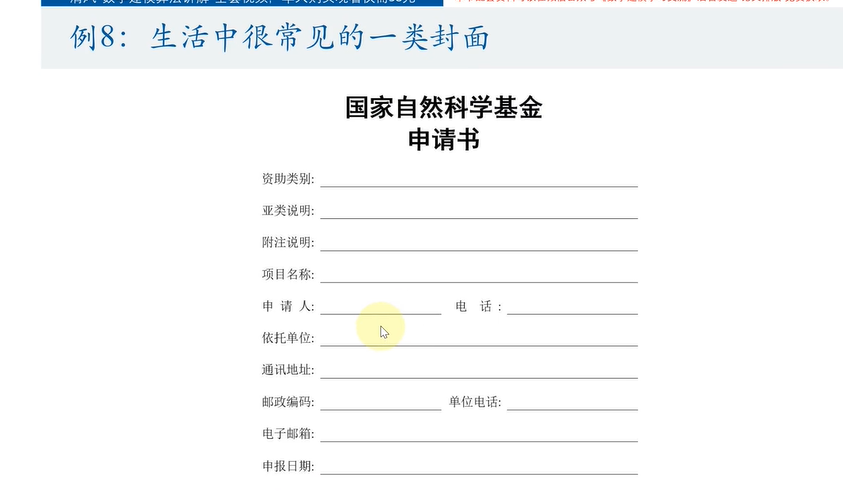 例8：生活中很常见的一类封面
国家自然科学基金
申请书
资助类别:
亚类说明:
附注说明:
项目名称:
申 请 人: 电 话 :
依托单位:
通讯地址:
邮政编码: 单位电话:
电子邮箱:
申报日期: